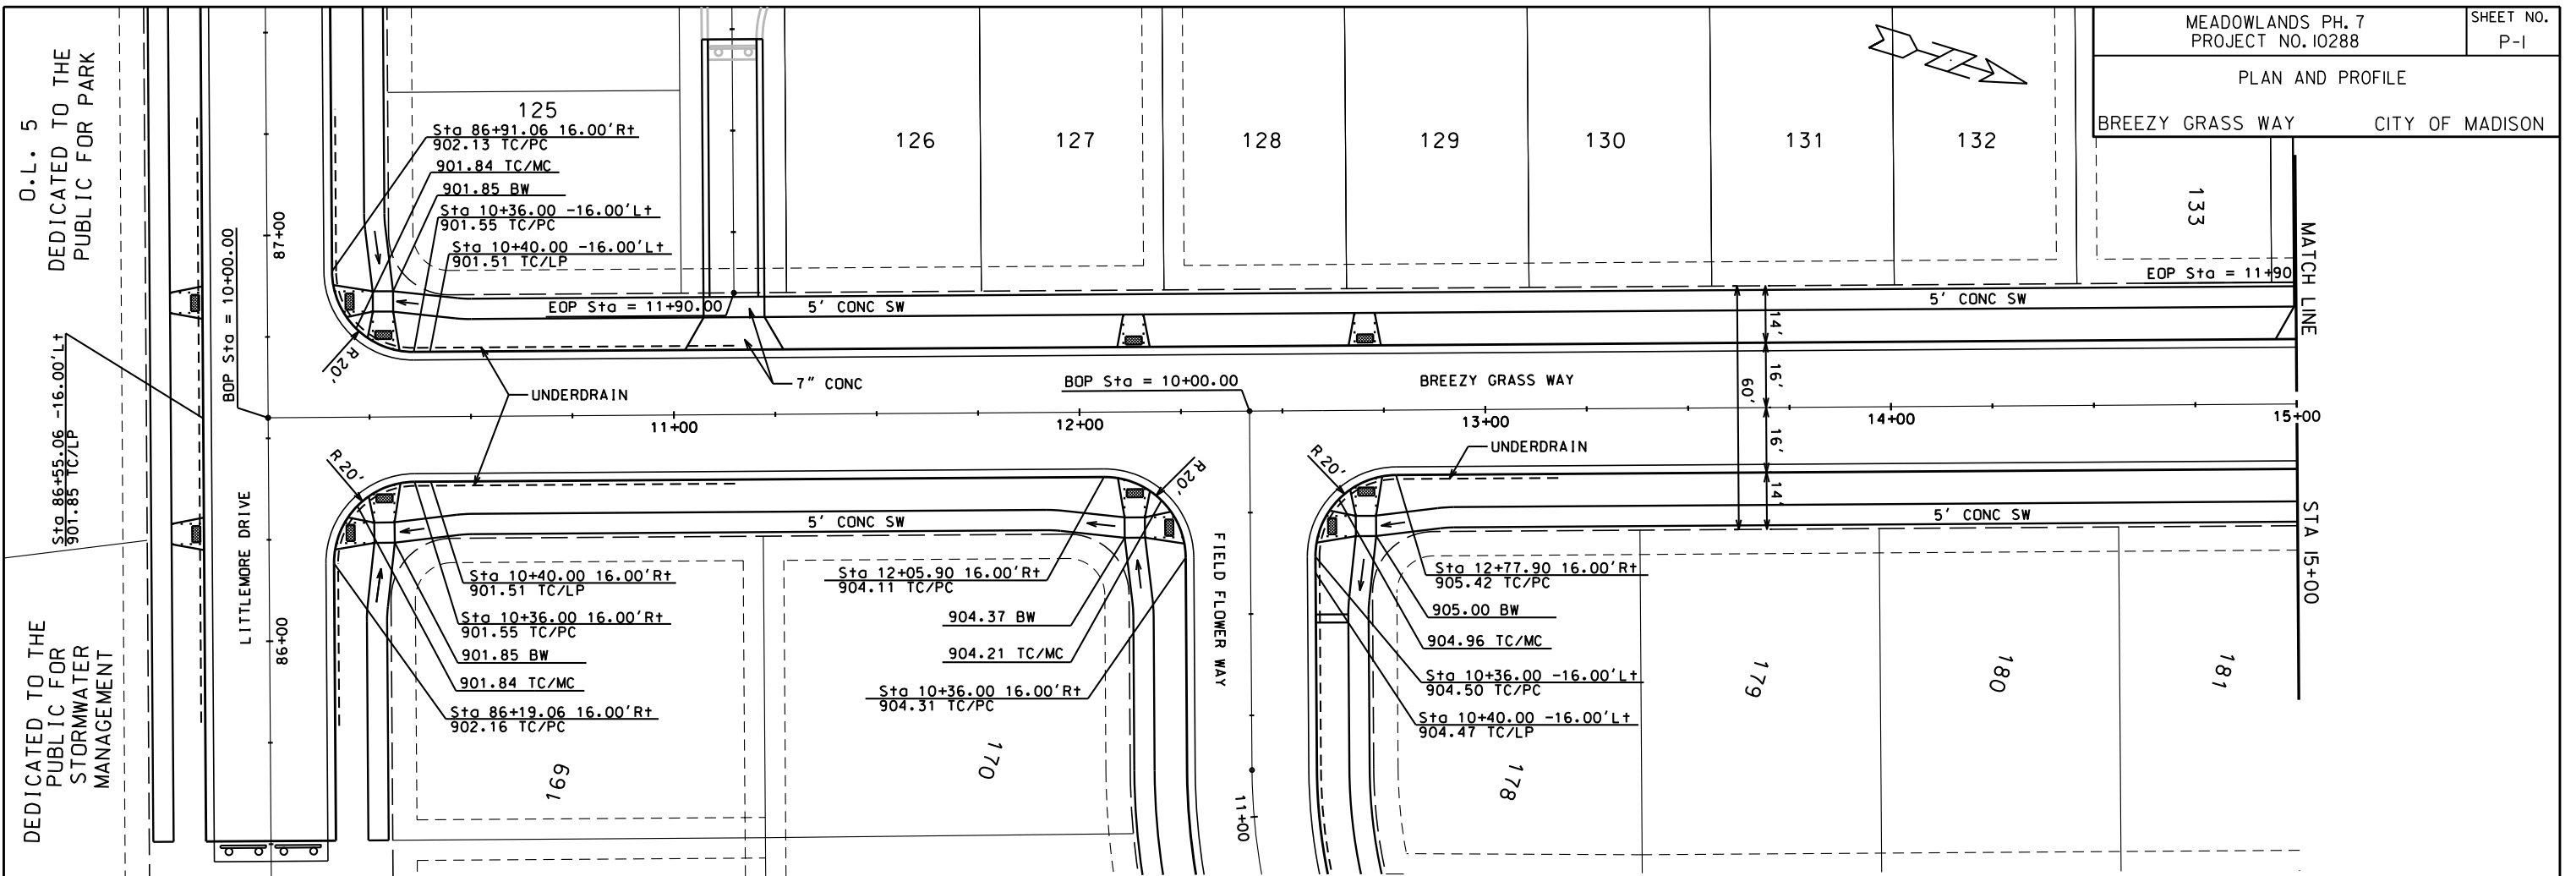 MEADOWLANDS PH. 7
PROJECT NO. 10288
SHEET NO.
P-1
PLAN AND PROFILE
BREEZY GRASS WAY
CITY OF MADISON
O.L. 5
DEDICATED TO THE
PUBLIC FOR PARK
125
126
127
128
129
130
131
132
133
Sta 86+91.06 16.00'Rt
902.13 TC/PC
901.84 TC/MC
901.85 BW
Sta 10+36.00 -16.00'Lt
901.55 TC/PC
Sta 10+40.00 -16.00'Lt
901.51 TC/LP
87+00
BOP Sta = 10+00.00
Sta 86+55.06 -16.00'Lt
901.85 TC/LP
R 20'
EOP Sta = 11+90.00
5' CONC SW
5' CONC SW
EOP Sta = 11+90
MATCH LINE
STA 15+00
UNDERDRAIN
7" CONC
BOP Sta = 10+00.00
BREEZY GRASS WAY
14'
16'
60'
16'
14'
11+00
12+00
13+00
14+00
15+00
R 20'
R 20'
R 20'
UNDERDRAIN
5' CONC SW
5' CONC SW
LITTLEMORE DRIVE
86+00
FIELD FLOWER WAY
11+00
Sta 10+40.00 16.00'Rt
901.51 TC/LP
Sta 10+36.00 16.00'Rt
901.55 TC/PC
901.85 BW
901.84 TC/MC
Sta 86+19.06 16.00'Rt
902.16 TC/PC
Sta 12+05.90 16.00'Rt
904.11 TC/PC
904.37 BW
904.21 TC/MC
Sta 10+36.00 16.00'Rt
904.31 TC/PC
Sta 12+77.90 16.00'Rt
905.42 TC/PC
905.00 BW
904.96 TC/MC
Sta 10+36.00 -16.00'Lt
904.50 TC/PC
Sta 10+40.00 -16.00'Lt
904.47 TC/LP
DEDICATED TO THE
PUBLIC FOR
STORMWATER
MANAGEMENT
169
170
178
179
180
181